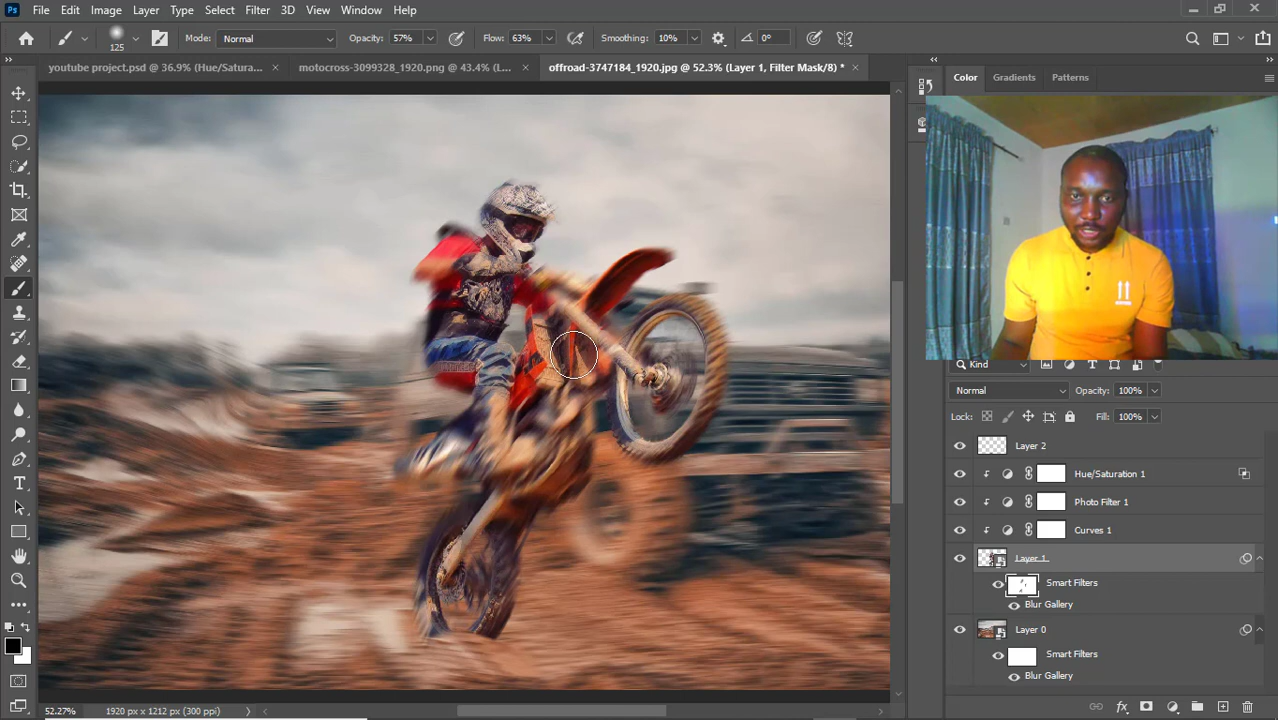 Ps File Edit Image Layer Type Select Filter 3D View Window Help
125 Mode: Normal Opacity: 57% Flow: 63% Smoothing: 10% 0°
youtube project.psd @ 36.9% (Hue/Satura... × motocross-3099328_1920.png @ 43.4% (L... × offroad-3747184_1920.jpg @ 52.3% (Layer 1, Filter Mask/8) * ×
Color Gradients Patterns
Kind
Normal Opacity: 100%
Lock: Fill: 100%
Layer 2
Hue/Saturation 1
Photo Filter 1
Curves 1
Layer 1
Smart Filters
Blur Gallery
Layer 0
Smart Filters
Blur Gallery
52.27% 1920 px x 1212 px (300 ppi)